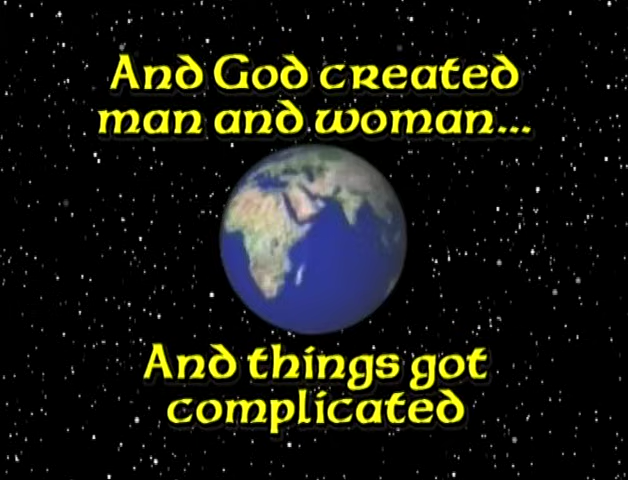 And God created
man and woman...
And things got
complicated